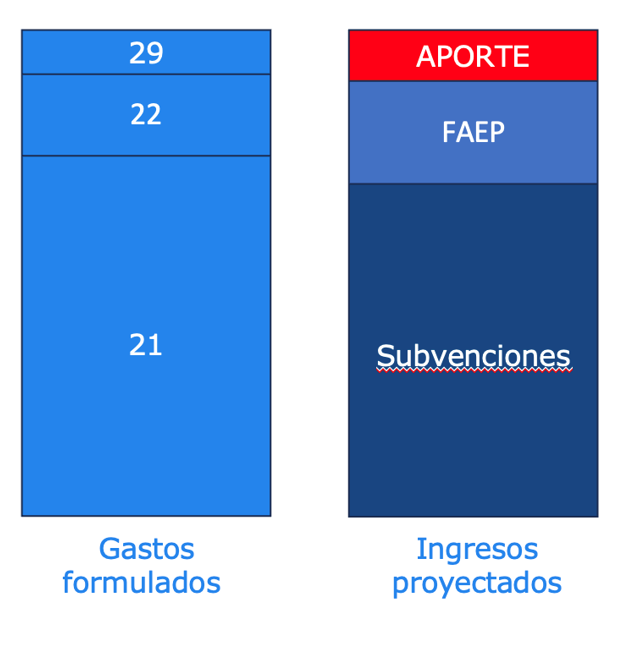 29
22
21
Gastos
formulados
APORTE
FAEP
Subvenciones
Ingresos
proyectados